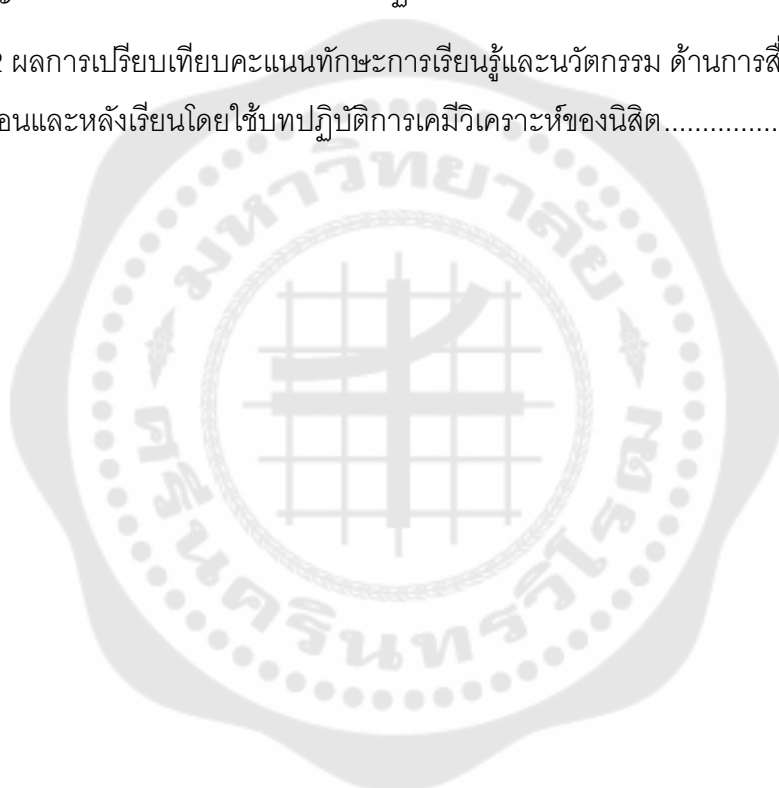 2 ผลการเปรียบเทียบคะแนนทักษะการเรียนรู้และนวัตกรรม ด้านการสื่
อนและหลังเรียนโดยใช้บทปฏิบัติการเคมีวิเคราะห์ของนิสิต...............
มหาวิทยาลัย
ศรีนครินทรวิโรฒ